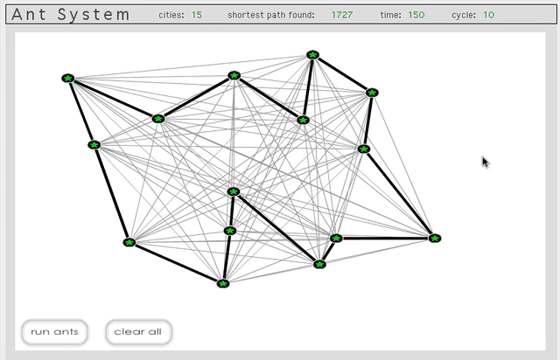 Ant System cities: 15 shortest path found: 1727 time: 150 cycle: 10
run ants clear all